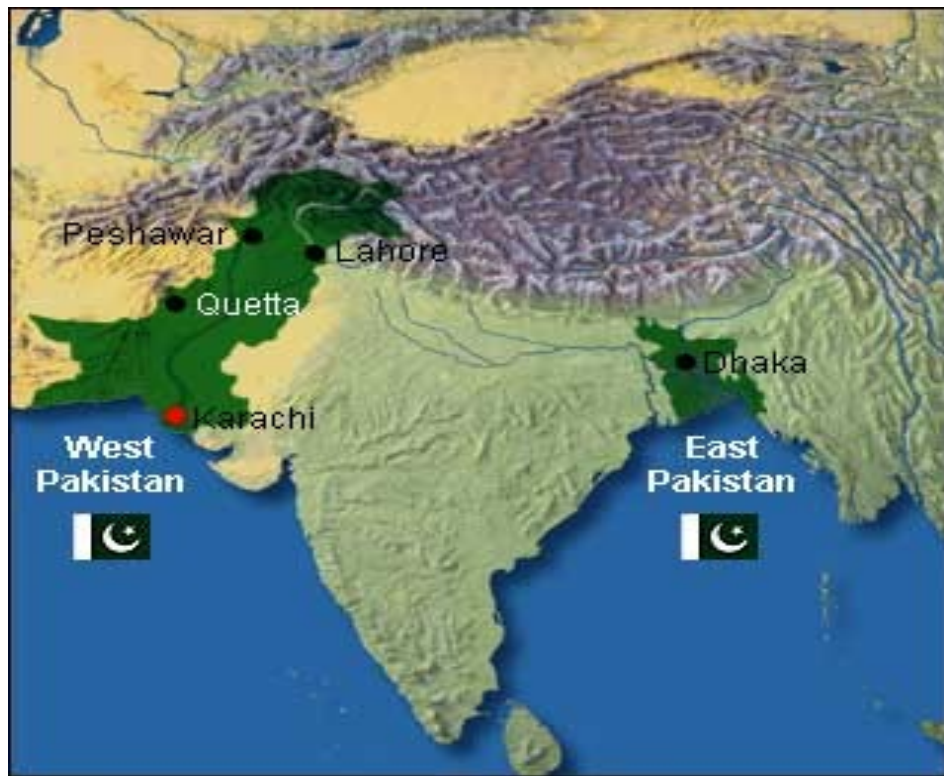 Peshawar
Lahore
Quetta
Dhaka
Karachi
West
Pakistan
East
Pakistan